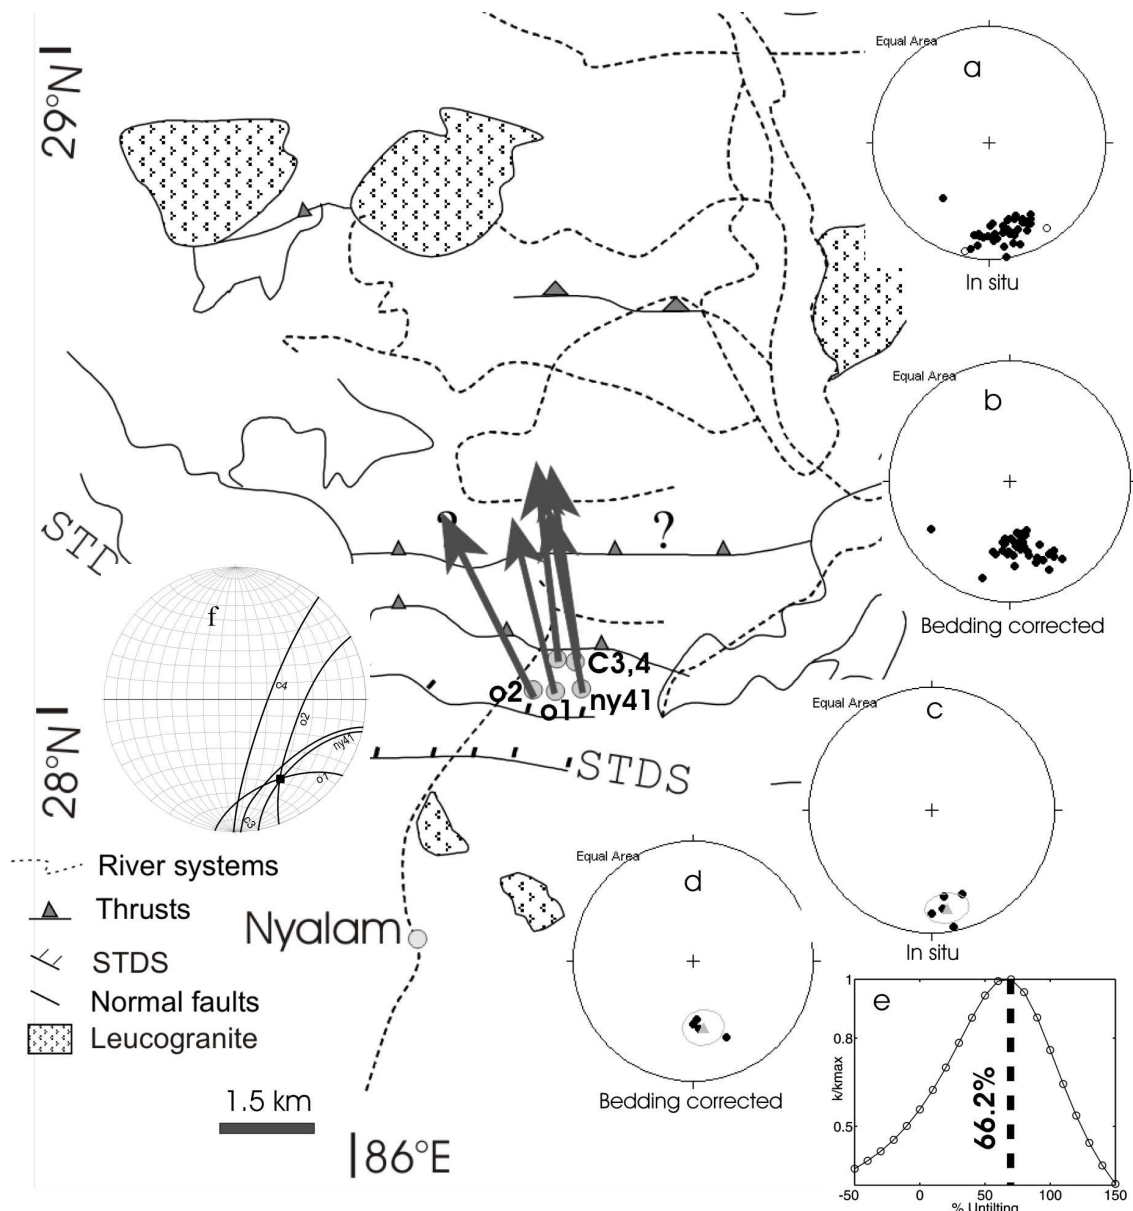 29°N
Equal Area
a
In situ
Equal Area
b
Bedding corrected
?
?
STD
f
c4
o2
ny41
o1
c3
C3,4
o2
o1
ny41
STDS
28°N
Equal Area
c
In situ
Equal Area
d
Bedding corrected
River systems
Thrusts
STDS
Normal faults
Leucogranite
Nyalam
1.5 km
86°E
e
k/kmax
1
0.8
0.5
66.2%
-50 0 50 100 150
% Untilting